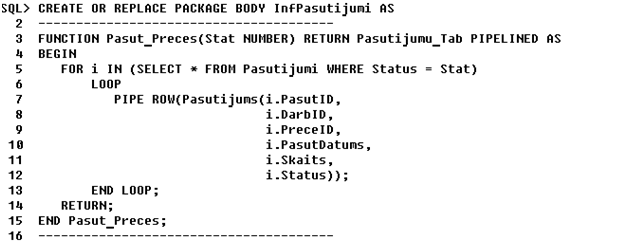 SQL> CREATE OR REPLACE PACKAGE BODY InfPasutijumi AS
  2  -------------------------------------
  3  FUNCTION Pasut_Preces(Stat NUMBER) RETURN Pasutijumu_Tab PIPELINED AS
  4  BEGIN
  5     FOR i IN (SELECT * FROM Pasutijumi WHERE Status = Stat)
  6         LOOP
  7            PIPE ROW(Pasutijums(i.PasutID,
  8                                i.DarbID,
  9                                i.PreceID,
 10                                i.PasutDatums,
 11                                i.Skaits,
 12                                i.Status));
 13         END LOOP;
 14     RETURN;
 15  END Pasut_Preces;
 16  -------------------------------------